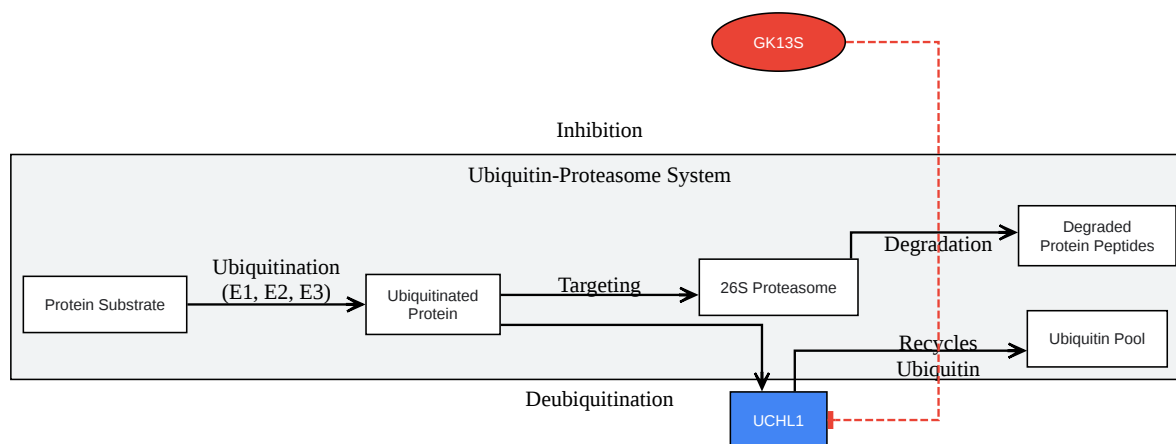 GK13S
Inhibition
Ubiquitin-Proteasome System
Degraded
Protein Peptides
Degradation
Ubiquitination
(E1, E2, E3)
Targeting
26S Proteasome
Protein Substrate
Ubiquitinated
Protein
Recycles
Ubiquitin
Ubiquitin Pool
Deubiquitination
UCHL1